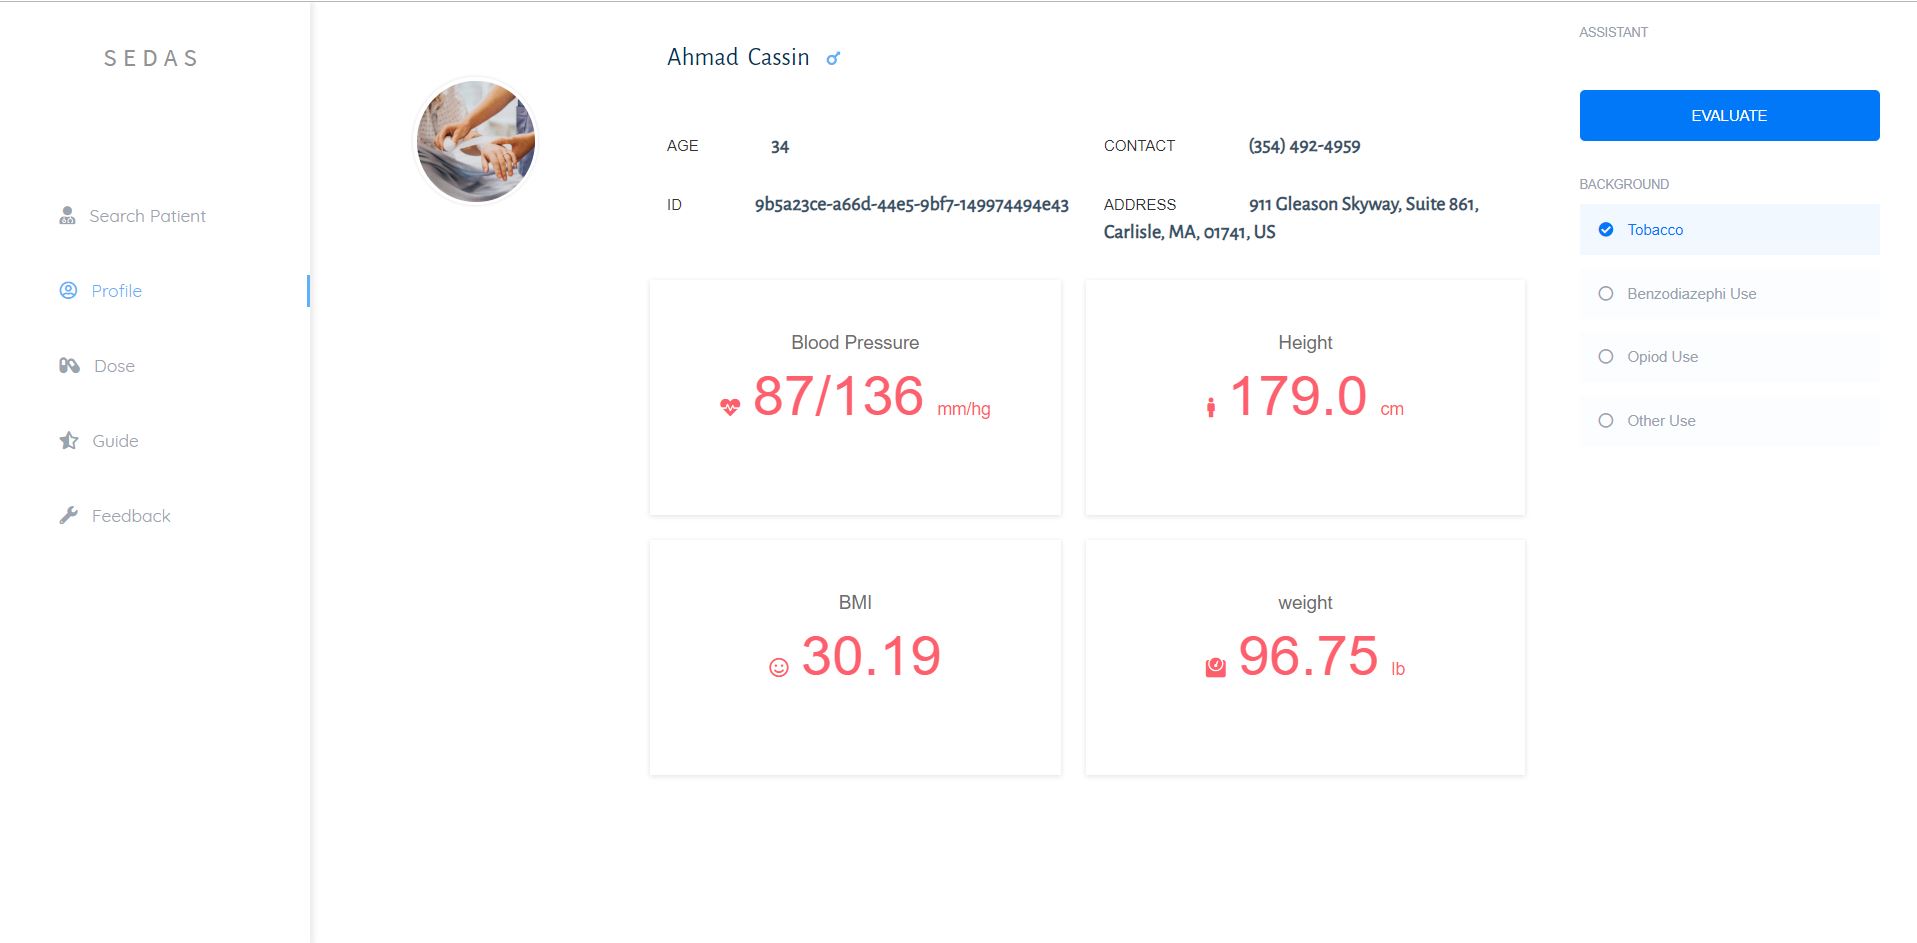 SEDAS
Search Patient
Profile
Dose
Guide
Feedback
Ahmad Cassin
AGE 34
ID 9b5a23ce-a66d-44e5-9bf7-149974494e43
CONTACT (354) 492-4959
ADDRESS 911 Gleason Skyway, Suite 861,
Carlisle, MA, 01741, US
Blood Pressure
87/136 mm/hg
Height
179.0 cm
BMI
30.19
weight
96.75 lb
ASSISTANT
EVALUATE
BACKGROUND
Tobacco
Benzodiazephi Use
Opiod Use
Other Use